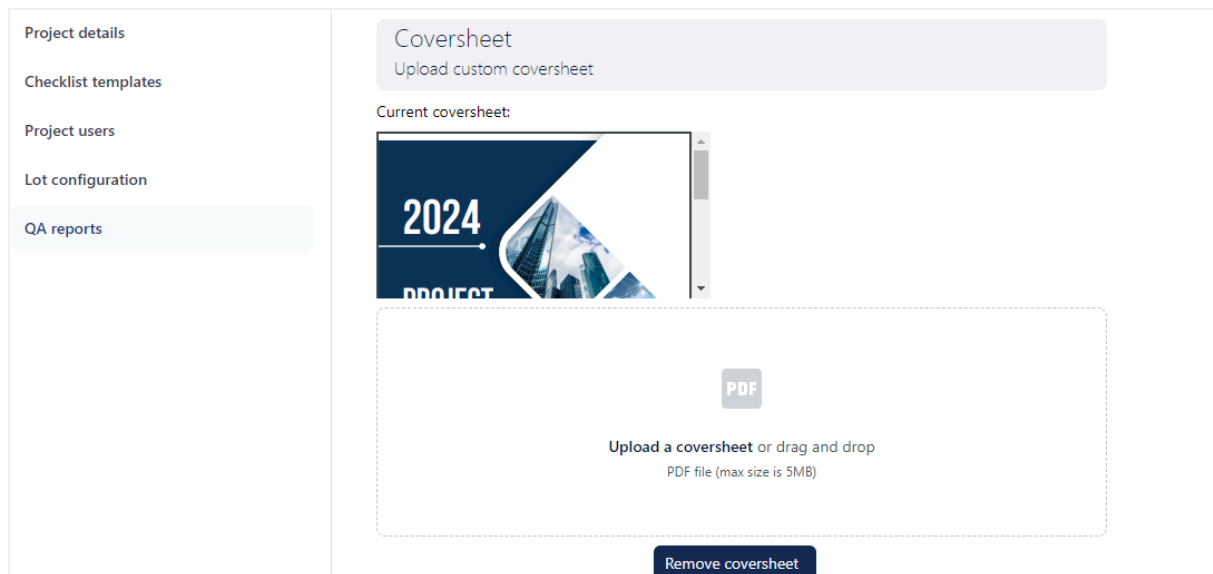 Project details
Checklist templates
Project users
Lot configuration
QA reports
Coversheet
Upload custom coversheet
Current coversheet:
2024
PROJECT
PDF
Upload a coversheet or drag and drop
PDF file (max size is 5MB)
Remove coversheet